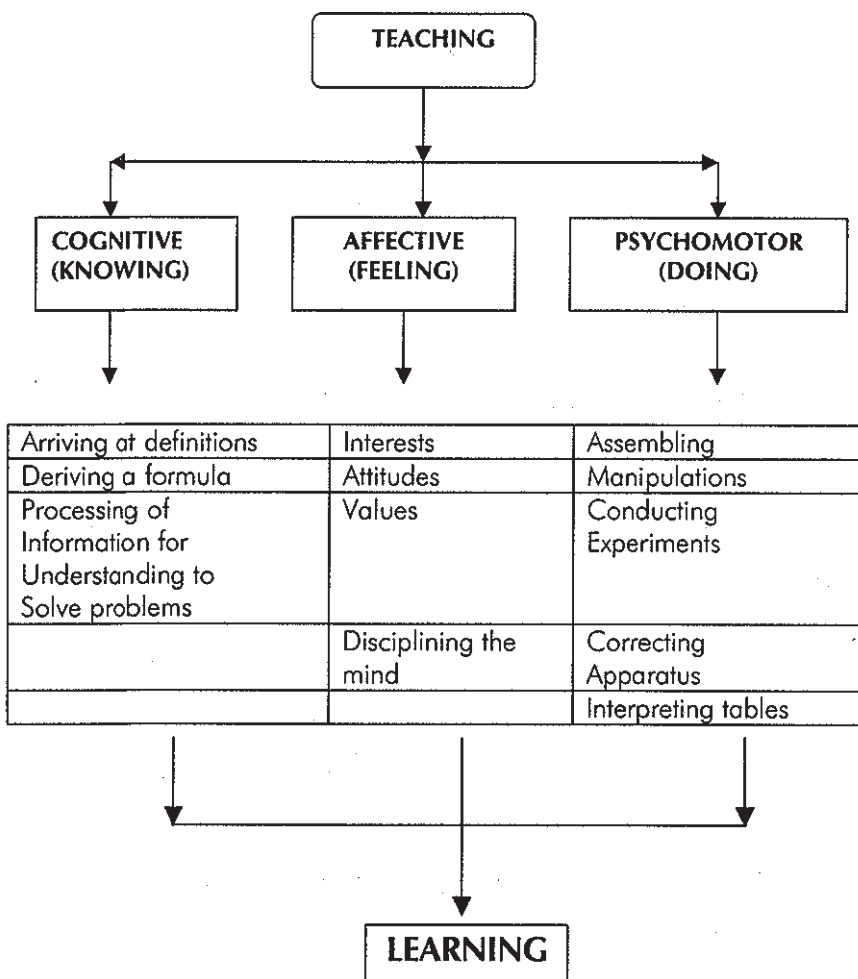 TEACHING
COGNITIVE
(KNOWING)
AFFECTIVE
(FEELING)
PSYCHOMOTOR
(DOING)
Arriving at definitions
Interests
Assembling
Deriving a formula
Attitudes
Manipulations
Processing of
Information for
Understanding to
Solve problems
Values
Conducting
Experiments
Disciplining the
mind
Correcting
Apparatus
Interpreting tables
LEARNING